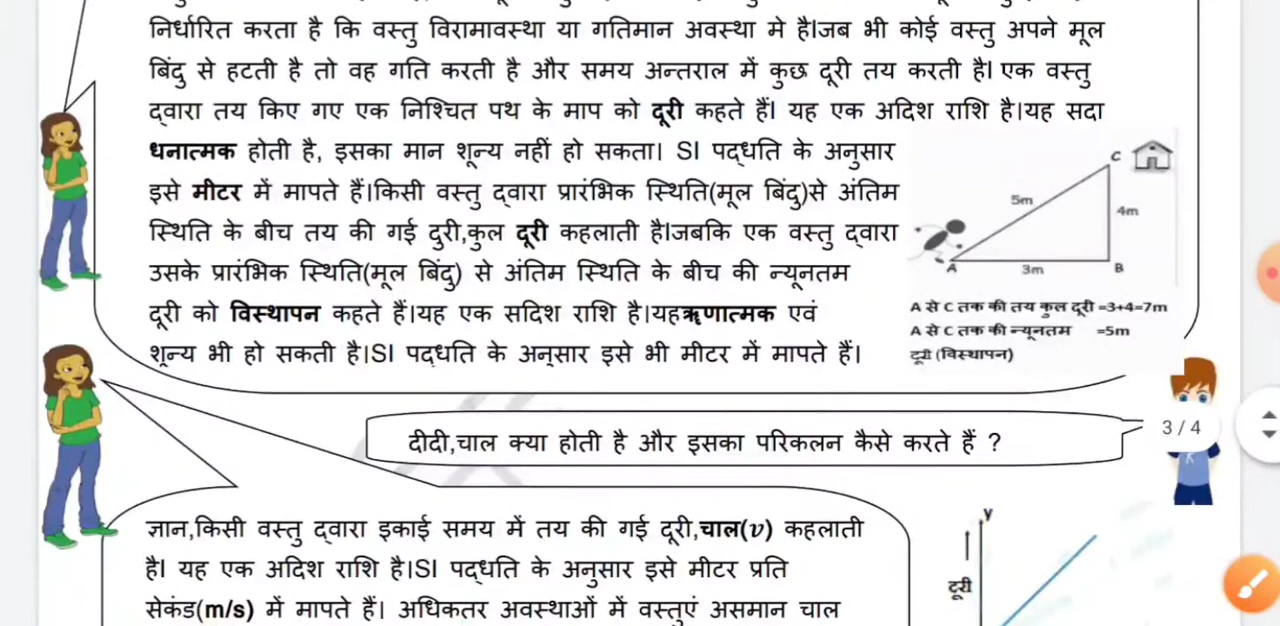 निर्धारित करता है कि वस्तु विरामावस्था या गतिमान अवस्था मे है।जब भी कोई वस्तु अपने मूल
बिंदु से हटती है तो वह गति करती है और समय अन्तराल में कुछ दूरी तय करती है। एक वस्तु
द्वारा तय किए गए एक निश्चित पथ के माप को दूरी कहते हैं। यह एक अदिश राशि है।यह सदा
धनात्मक होती है, इसका मान शून्य नहीं हो सकता। SI पद्धति के अनुसार
इसे मीटर में मापते हैं।किसी वस्तु द्वारा प्रारंभिक स्थिति(मूल बिंदु)से अंतिम
स्थिति के बीच तय की गई दुरी,कुल दूरी कहलाती है।जबकि एक वस्तु द्वारा
उसके प्रारंभिक स्थिति(मूल बिंदु) से अंतिम स्थिति के बीच की न्यूनतम
दूरी को विस्थापन कहते हैं।यह एक सदिश राशि है।यहऋणात्मक एवं
शून्य भी हो सकती है।SI पद्धति के अनुसार इसे भी मीटर में मापते हैं।
C
5m
4m
A
3m
B
A से C तक की तय कुल दूरी =3+4=7m
A से C तक की न्यूनतम =5m
दूरी (विस्थापन)
दीदी,चाल क्या होती है और इसका परिकलन कैसे करते हैं ?
3 / 4
ज्ञान,किसी वस्तु द्वारा इकाई समय में तय की गई दूरी,चाल(v) कहलाती
है। यह एक अदिश राशि है।SI पद्धति के अनुसार इसे मीटर प्रति
सेकंड(m/s) में मापते हैं। अधिकतर अवस्थाओं में वस्तुएं असमान चाल
y
दूरी